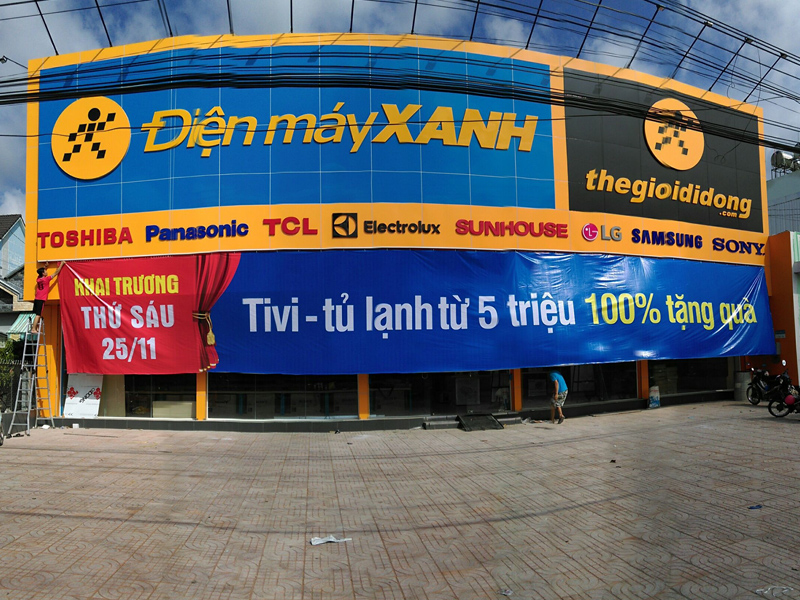 Điện máy XANH
thegioididong
.com
TOSHIBA Panasonic TCL Electrolux SUNHOUSE LG SAMSUNG SONY
KHAI TRƯƠNG
THỨ SÁU
25/11
Tivi - tủ lạnh từ 5 triệu 100% tặng quà